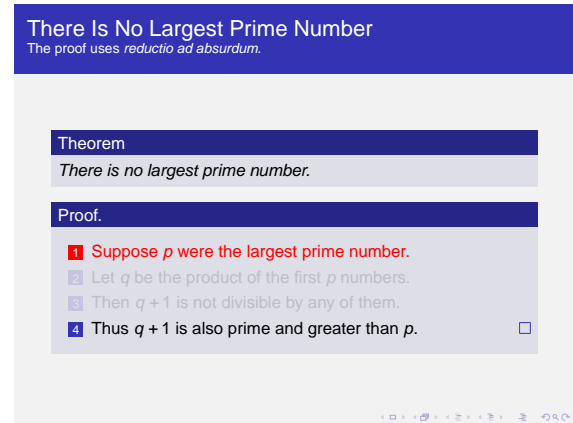 There Is No Largest Prime Number
The proof uses reductio ad absurdum.
Theorem
There is no largest prime number.
Proof.
1 Suppose p were the largest prime number.
2 Let q be the product of the first p numbers.
3 Then q + 1 is not divisible by any of them.
4 Thus q + 1 is also prime and greater than p. □